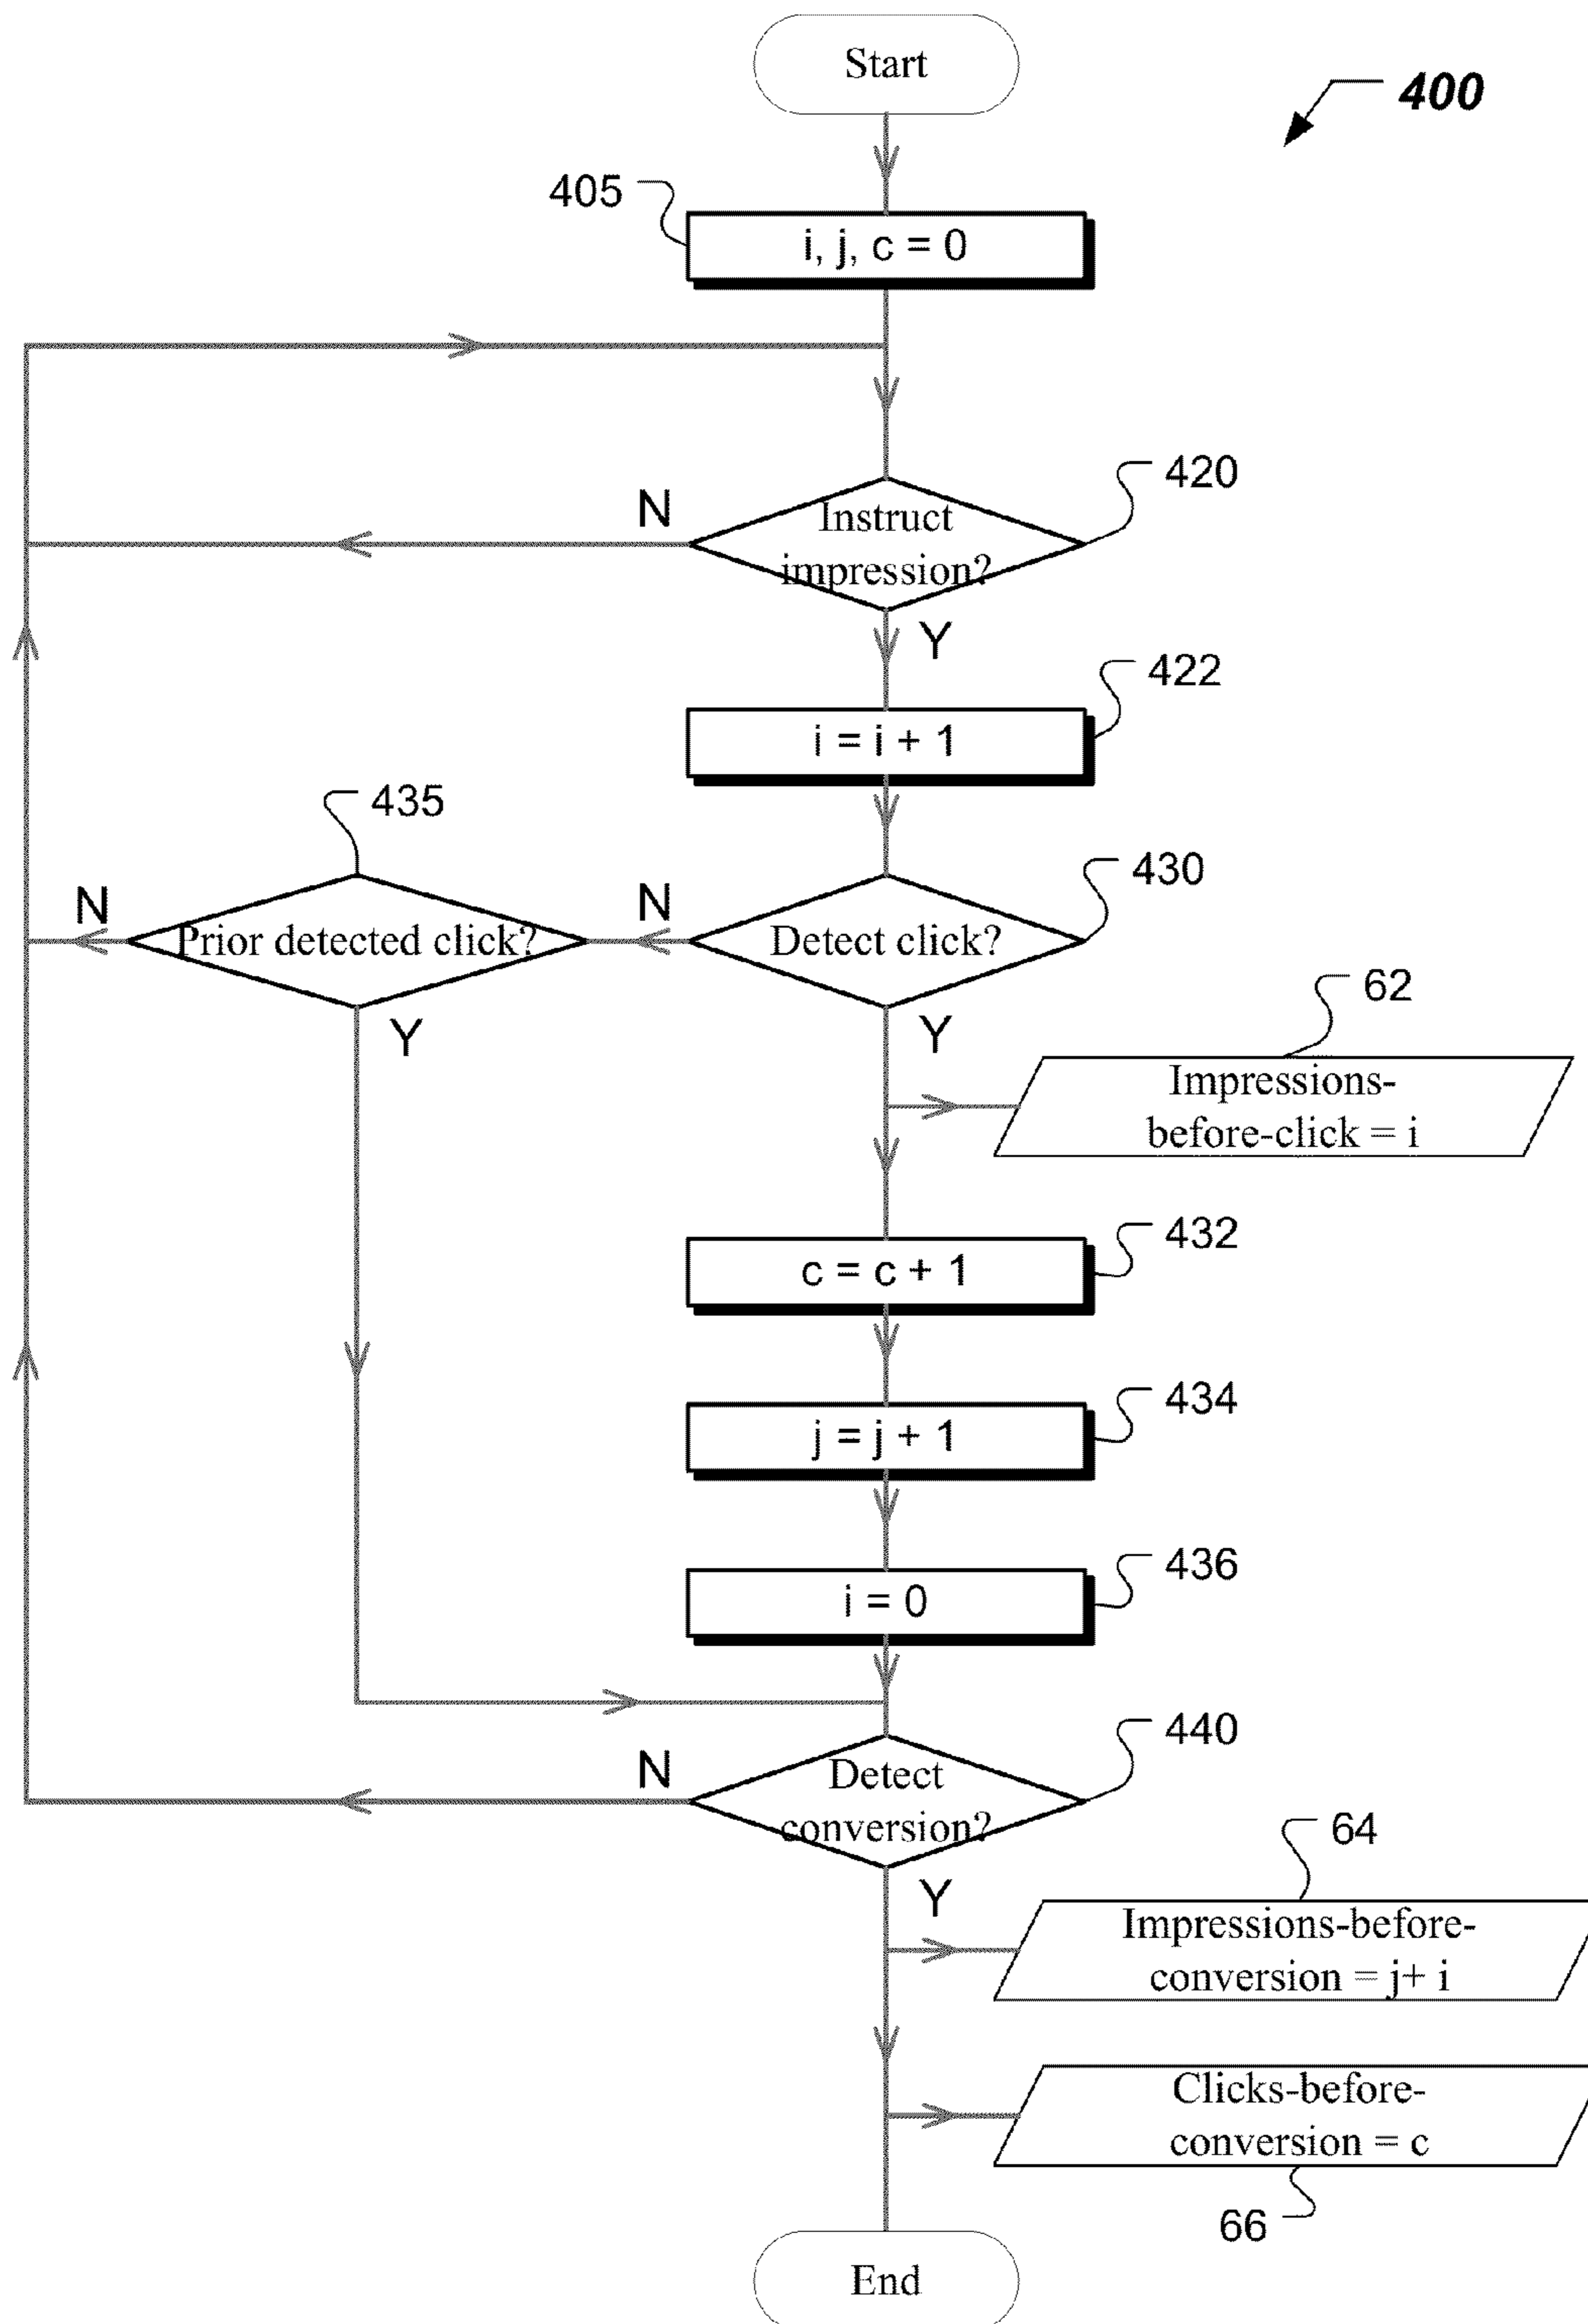 Start
400
405
i, j, c = 0
420
N
Instruct
impression?
Y
422
i = i + 1
435
430
N
Prior detected click?
N
Detect click?
Y
Y
62
Impressions-
before-click = i
432
c = c + 1
434
j = j + 1
436
i = 0
440
N
Detect
conversion?
Y
64
Impressions-before-
conversion = j+ i
Clicks-before-
conversion = c
66
End